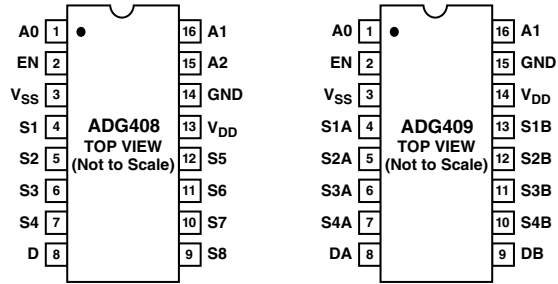 A0 1 16 A1 A0 1 16 A1
EN 2 15 A2 EN 2 15 GND
VSS 3 14 GND VSS 3 14 VDD
S1 4 ADG408 13 VDD S1A 4 ADG409 13 S1B
TOP VIEW TOP VIEW
S2 5 (Not to Scale) 12 S5 S2A 5 (Not to Scale) 12 S2B
S3 6 11 S6 S3A 6 11 S3B
S4 7 10 S7 S4A 7 10 S4B
D 8 9 S8 DA 8 9 DB